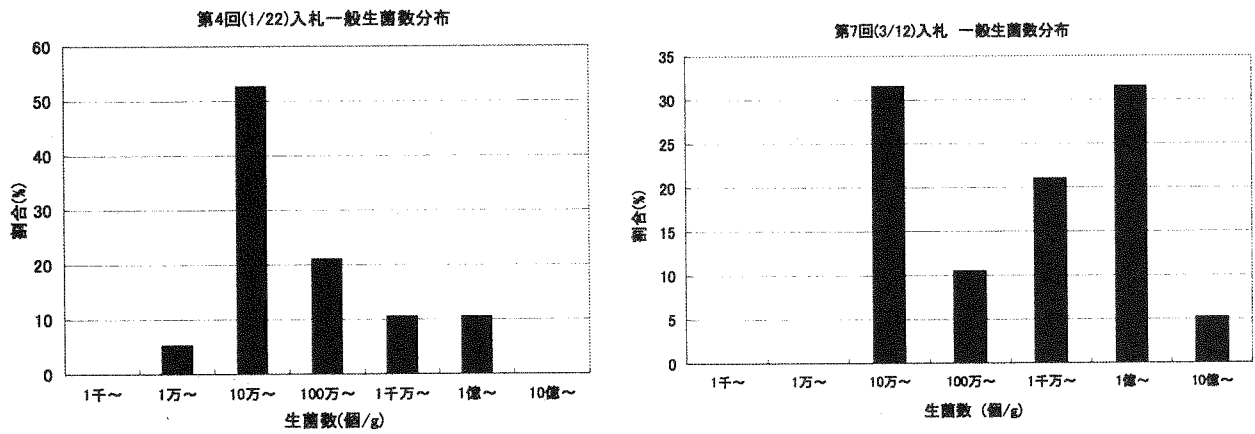 第4回(1/22)入札一般生菌数分布
60
50
40
30
20
10
0
割合(%)
1千～ 1万～ 10万～ 100万～ 1千万～ 1億～ 10億～
生菌数(個/g)
第7回(3/12)入札 一般生菌数分布
35
30
25
20
15
10
5
0
割合(%)
1千～ 1万～ 10万～ 100万～ 1千万～ 1億～ 10億～
生菌数 (個/g)